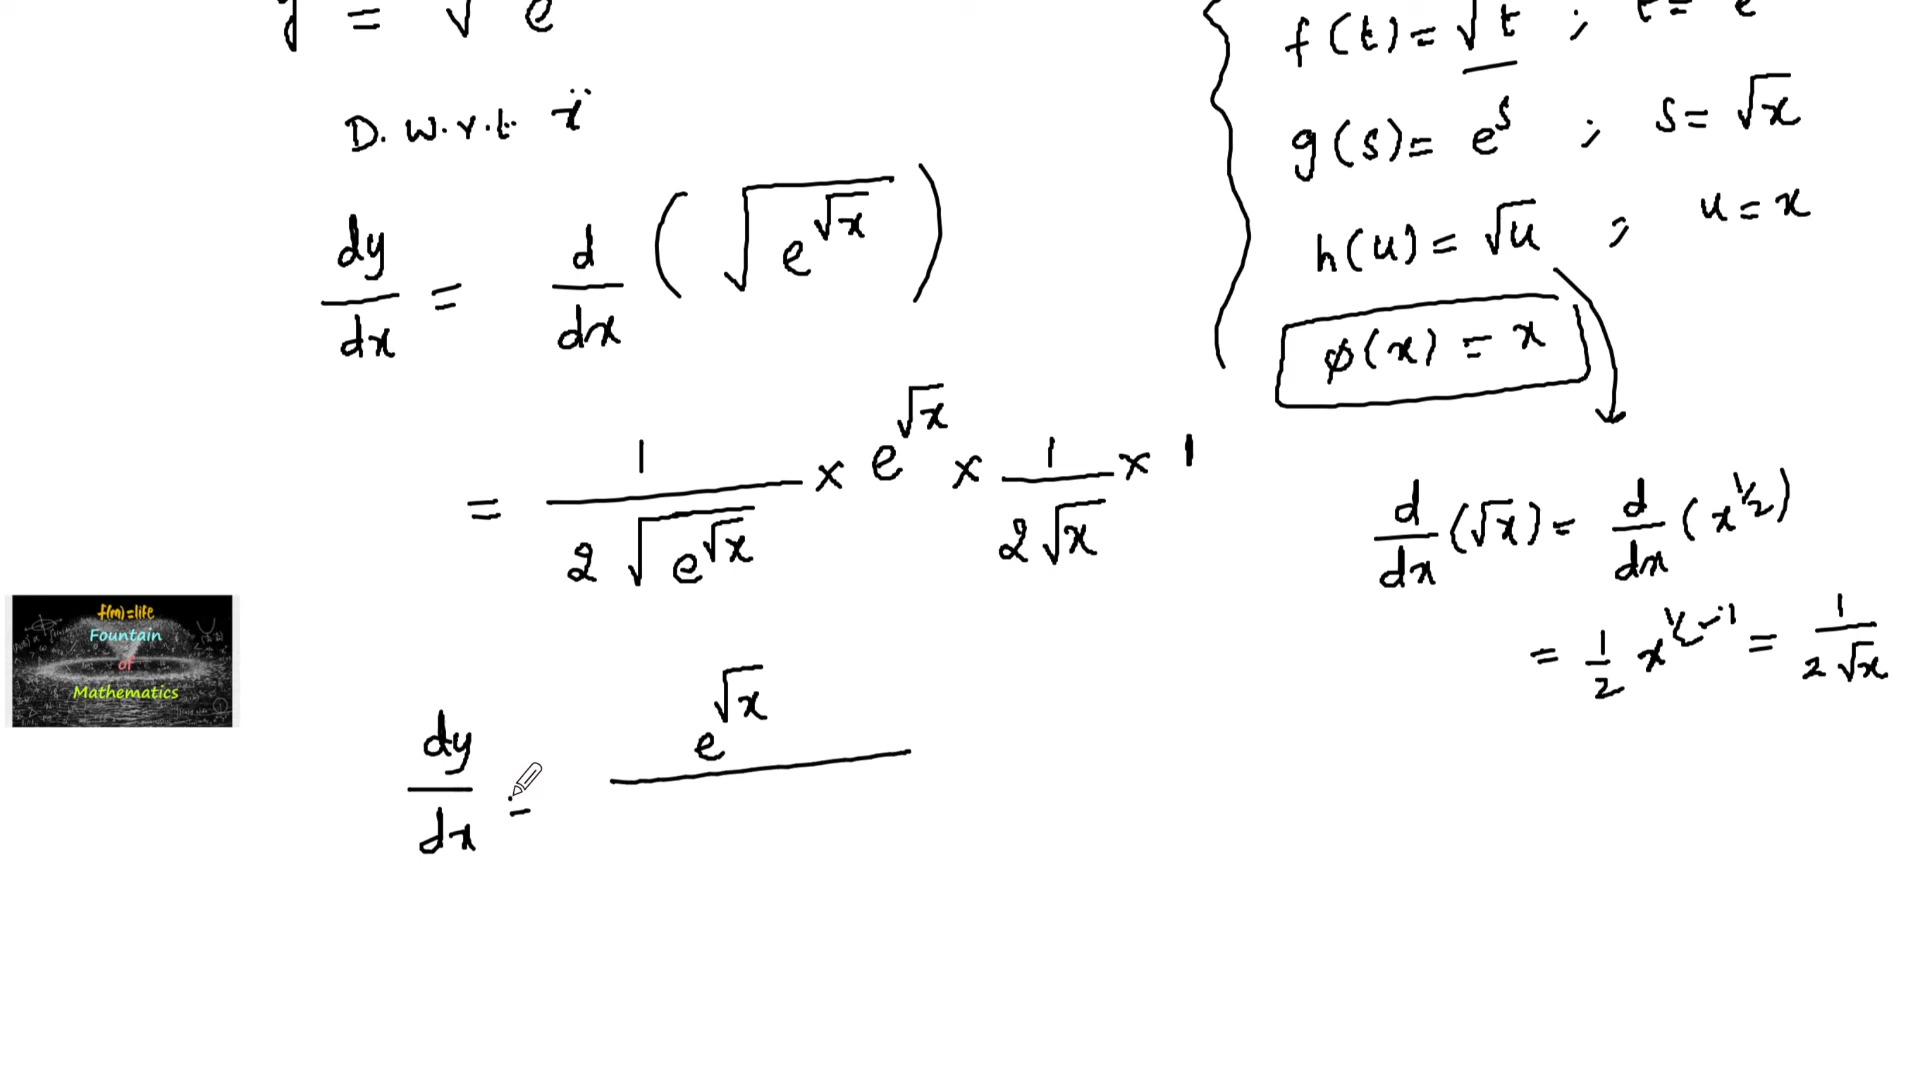 y = √e
D. w.r.t. x
dy/dx = d/dx (√(e^√x))
= 1/(2√(e^√x)) × e^√x × 1/(2√x) × 1
dy/dx = e^√x
f(t) = √t ; t = e
g(s) = e^s ; s = √x
h(u) = √u ; u = x
ϕ(x) = x
d/dx (√x) = d/dx (x^1/2)
= 1/2 x^(1/2-1) = 1/(2√x)
f(m)=life
Fountain
of
Mathematics